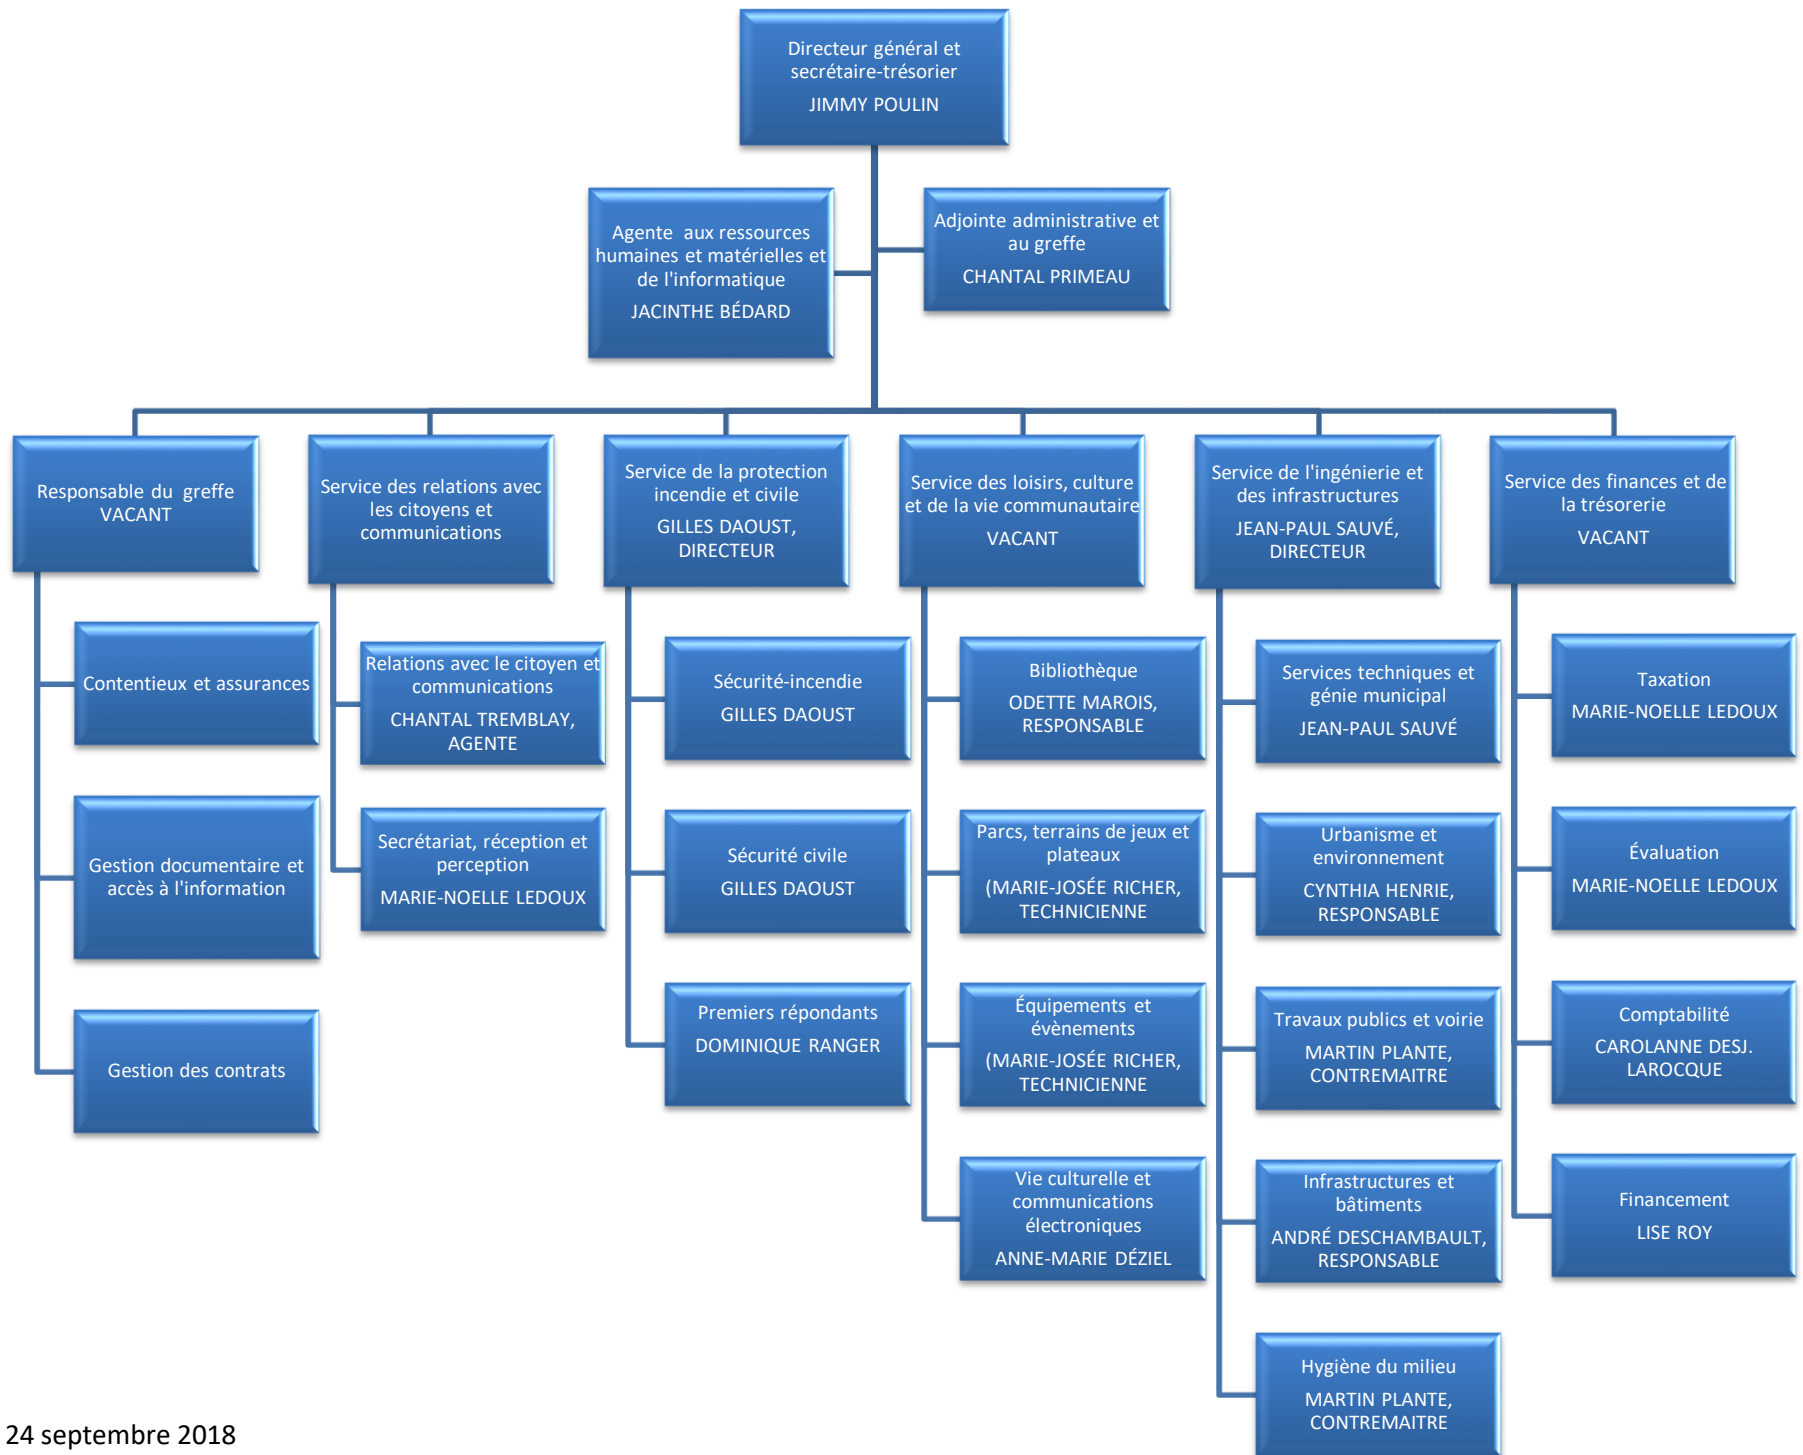 Directeur général et
secrétaire-trésorier
JIMMY POULIN
Agente aux ressources
humaines et matérielles et
de l'informatique
JACINTHE BÉDARD
Adjointe administrative et
au greffe
CHANTAL PRIMEAU
Responsable du greffe
VACANT
Contentieux et assurances
Gestion documentaire et
accès à l'information
Gestion des contrats
Service des relations avec
les citoyens et
communications
Relations avec le citoyen et
communications
CHANTAL TREMBLAY,
AGENTE
Secrétariat, réception et
perception
MARIE-NOELLE LEDOUX
Service de la protection
incendie et civile
GILLES DAOUST,
DIRECTEUR
Sécurité-incendie
GILLES DAOUST
Sécurité civile
GILLES DAOUST
Premiers répondants
DOMINIQUE RANGER
Service des loisirs, culture
et de la vie communautaire
VACANT
Bibliothèque
ODETTE MAROIS,
RESPONSABLE
Parcs, terrains de jeux et
plateaux
(MARIE-JOSÉE RICHER,
TECHNICIENNE
Équipements et
évènements
(MARIE-JOSÉE RICHER,
TECHNICIENNE
Vie culturelle et
communications
électroniques
ANNE-MARIE DÉZIEL
Service de l'ingénierie et
des infrastructures
JEAN-PAUL SAUVÉ,
DIRECTEUR
Services techniques et
génie municipal
JEAN-PAUL SAUVÉ
Urbanisme et
environnement
CYNTHIA HENRIE,
RESPONSABLE
Travaux publics et voirie
MARTIN PLANTE,
CONTREMAITRE
Infrastructures et
bâtiments
ANDRÉ DESCHAMBAULT,
RESPONSABLE
Hygiène du milieu
MARTIN PLANTE,
CONTREMAITRE
Service des finances et de
la trésorerie
VACANT
Taxation
MARIE-NOELLE LEDOUX
Évaluation
MARIE-NOELLE LEDOUX
Comptabilité
CAROLANNE DESJ.
LAROCQUE
Financement
LISE ROY
24 septembre 2018